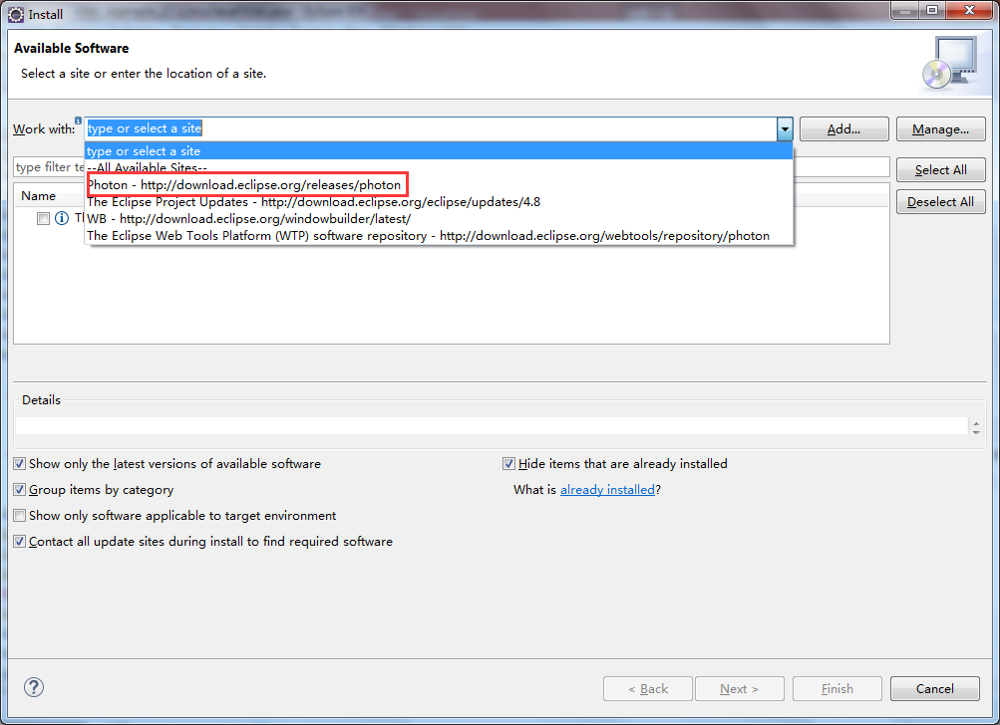 Install
Available Software
Select a site or enter the location of a site.
Work with: type or select a site Add... Manage...
type or select a site
type filter te
--All Available Sites--
Select All
Photon - http://download.eclipse.org/releases/photon
Name
The Eclipse Project Updates - http://download.eclipse.org/eclipse/updates/4.8
Deselect All
WB - http://download.eclipse.org/windowbuilder/latest/
The Eclipse Web Tools Platform (WTP) software repository - http://download.eclipse.org/webtools/repository/photon
Details
Show only the latest versions of available software
Hide items that are already installed
Group items by category
What is already installed?
Show only software applicable to target environment
Contact all update sites during install to find required software
?
< Back Next > Finish Cancel